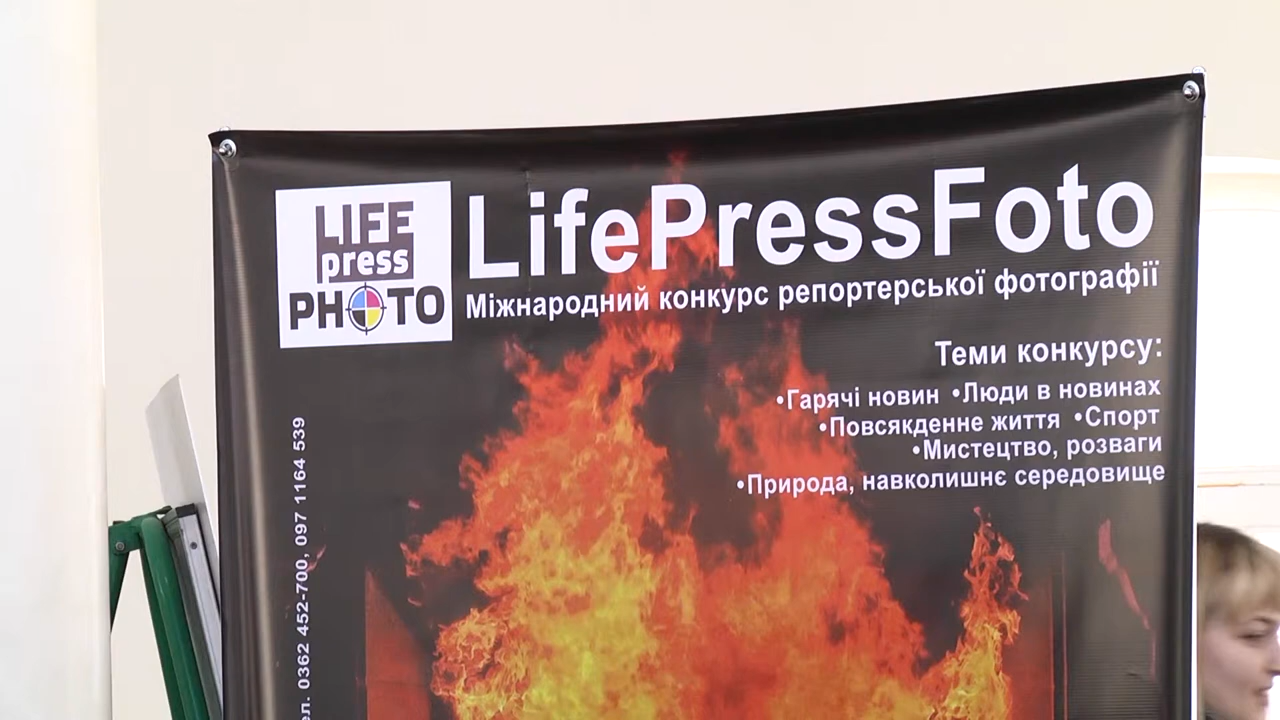 LIFE
press
PHOTO
LifePressFoto
Міжнародний конкурс репортерської фотографії
Теми конкурсу:
•Гарячі новин •Люди в новинах
•Повсякденне життя •Спорт
•Мистецтво, розваги
•Природа, навколишнє середовище
ел. 0362 452-700, 097 1164 539